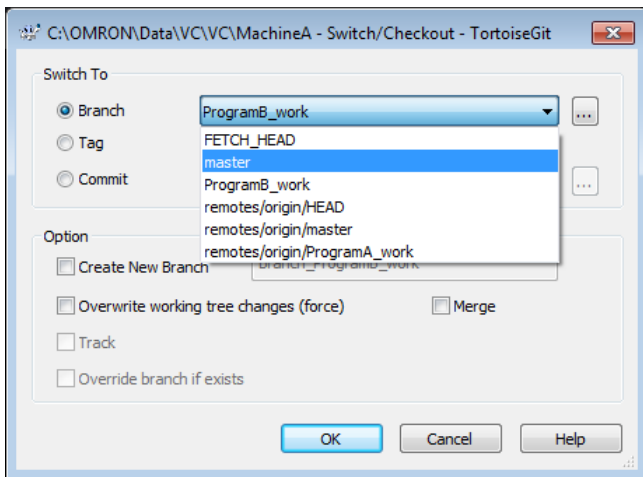 C:\OMRON\Data\VC\VC\MachineA - Switch/Checkout - TortoiseGit
Switch To
Branch
ProgramB_work
...
Tag
FETCH_HEAD
master
Commit
ProgramB_work
...
remotes/origin/HEAD
remotes/origin/master
Option
remotes/origin/ProgramA_work
Create New Branch
Branch_ProgramB_work
Overwrite working tree changes (force)
Merge
Track
Override branch if exists
OK
Cancel
Help